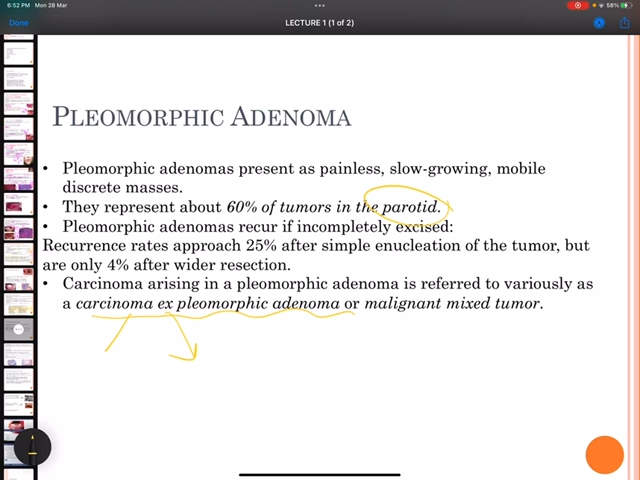 6:52 PM Mon 28 Mar
58%
Done
LECTURE 1 (1 of 2)
PLEOMORPHIC ADENOMA
• Pleomorphic adenomas present as painless, slow-growing, mobile
discrete masses.
• They represent about 60% of tumors in the parotid.
• Pleomorphic adenomas recur if incompletely excised:
Recurrence rates approach 25% after simple enucleation of the tumor, but
are only 4% after wider resection.
• Carcinoma arising in a pleomorphic adenoma is referred to variously as
a carcinoma ex pleomorphic adenoma or malignant mixed tumor.